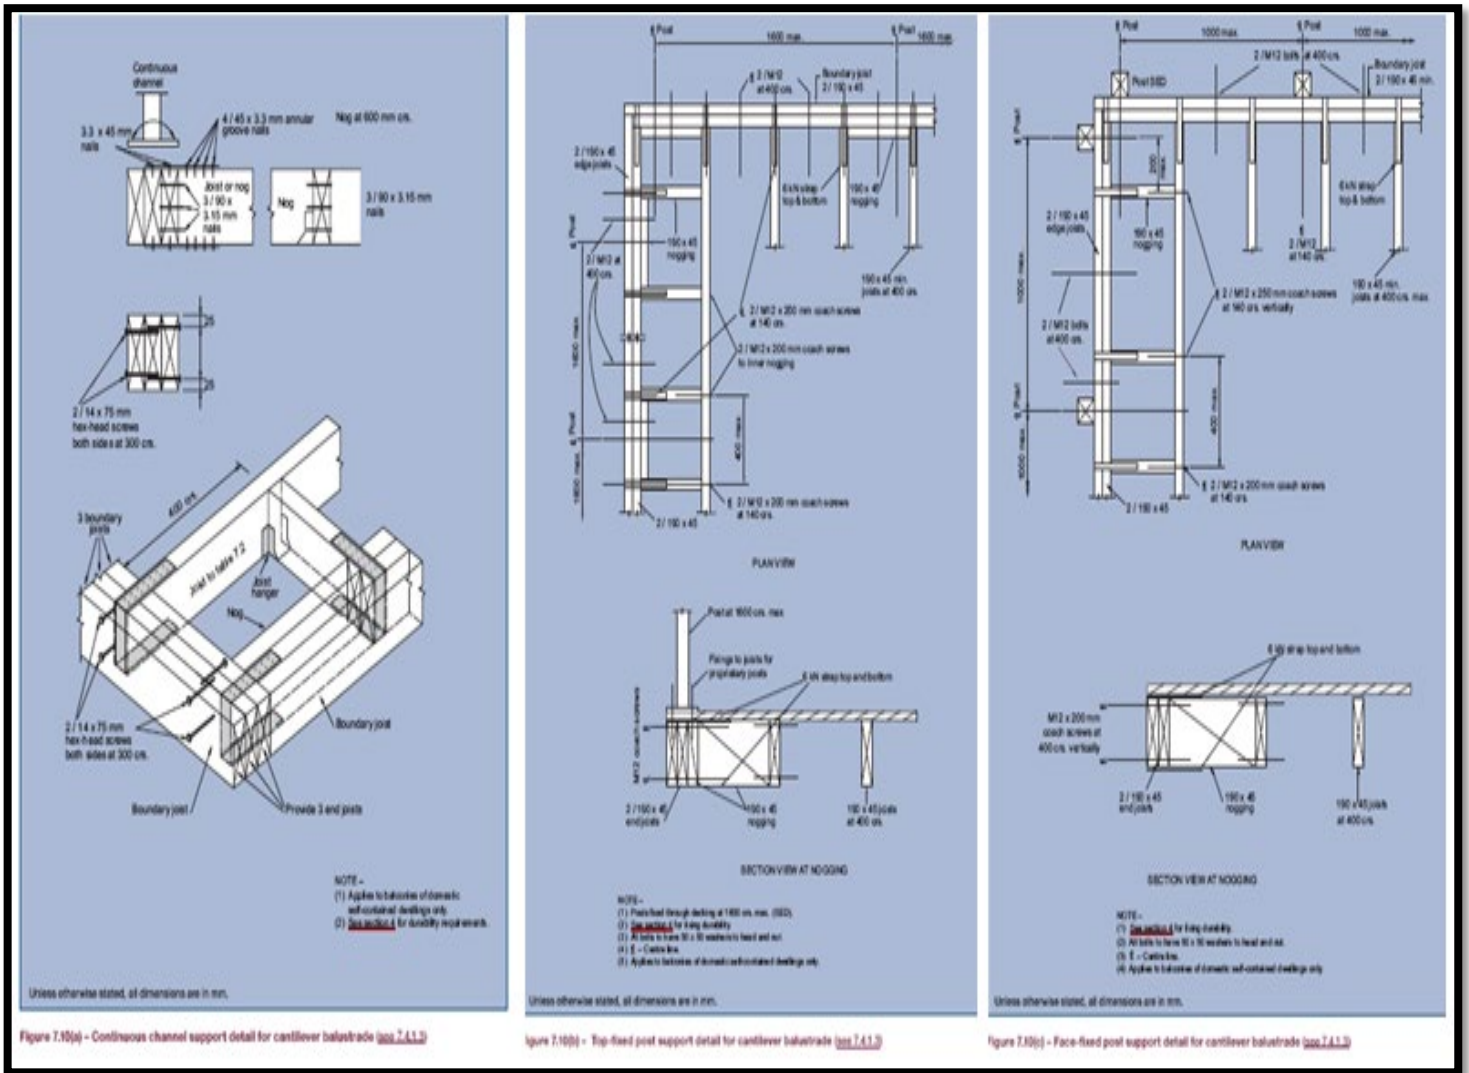 Continuous
channel
3.3 x 45 mm
nails
4 / 45 x 3.3 mm annular
groove nails
Nog at 600 mm crs.
Joist or nog
3 / 90 x
3.15 mm
nails
Nog
3 / 90 x 3.15 mm
nails
25
25
2 / 14 x 75 mm
hex-head screws
both sides at 300 crs.
400 crs
3 boundary
joists
Joist to table 7.2
Joist
hanger
Nog
2 / 14 x 75 mm
hex-head screws
both sides at 300 crs.
Boundary joist
Boundary joist
Provide 3 end joists
NOTE –
(1) Applies to balconies of domestic
self-contained dwellings only.
(2) See section 4 for durability requirements.
Unless otherwise stated, all dimensions are in mm.
Figure 7.10(a) – Continuous channel support detail for cantilever balustrade (see 7.4.1.3)
Post
Post
1600 max.
1600 max.
2 / M12
at 400 crs.
Boundary joist
2 / 190 x 45
2 / 190 x 45
edge joists
6 kN strap
top & bottom
190 x 45
nogging
190 x 45
nogging
Post
2 / M12 at
400 crs.
190 x 45 min.
joists at 400 crs.
2 / M12 x 200 mm coach screws
at 140 crs.
2 / M12 x 200 mm coach screws
to inner nogging
1600 max.
Post
400 max.
1600 max.
2 / M12 x 200 mm coach screws
at 140 crs.
2 / 190 x 45
PLAN VIEW
Post at 1600 crs. max
Fixings to joists for
proprietary posts
6 kN strap top and bottom
M12 coach screws
2 / 190 x 45
end joists
190 x 45
nogging
190 x 45 joists
at 400 crs.
SECTION VIEW AT NOGGING
NOTE –
(1) Posts fixed through decking at 1600 crs. max. (SED).
(2) See section 4 for fixing durability.
(3) All bolts to have 50 x 50 washers to head and nut.
(4) – Centre line.
(5) Applies to balconies of domestic self-contained dwellings only.
Unless otherwise stated, all dimensions are in mm.
igure 7.10(b) – Top-fixed post support detail for cantilever balustrade (see 7.4.1.3)
Post
Post
1000 max.
1000 max.
2 / M12 bolts at 400 crs.
Boundary joist
2 / 190 x 45 min.
Post SED
Post
200 max.
6 kN strap
top & bottom
2 / 190 x 45
edge joists
190 x 45
nogging
2 / M12
at 140 crs.
190 x 45 min.
joists at 400 crs. max
1000 max.
2 / M12 x 250 mm coach screws
at 140 crs. vertically
2 / M12 bolts
at 400 crs.
Post
400 max.
1000 max.
2 / M12 x 200 mm coach screws
at 140 crs.
2 / 190 x 45
PLAN VIEW
6 kN strap top and bottom
M12 x 200 mm
coach screws at
400 crs. vertically
2 / 190 x 45
end joists
190 x 45
nogging
190 x 45 joists
at 400 crs.
SECTION VIEW AT NOGGING
NOTE –
(1) See section 4 for fixing durability.
(2) All bolts to have 50 x 50 washers to head and nut.
(3) – Centre line.
(4) Applies to balconies of domestic self-contained dwellings only
Unless otherwise stated, all dimensions are in mm.
igure 7.10(c) – Face-fixed post support detail for cantilever balustrade (see 7.4.1.3)